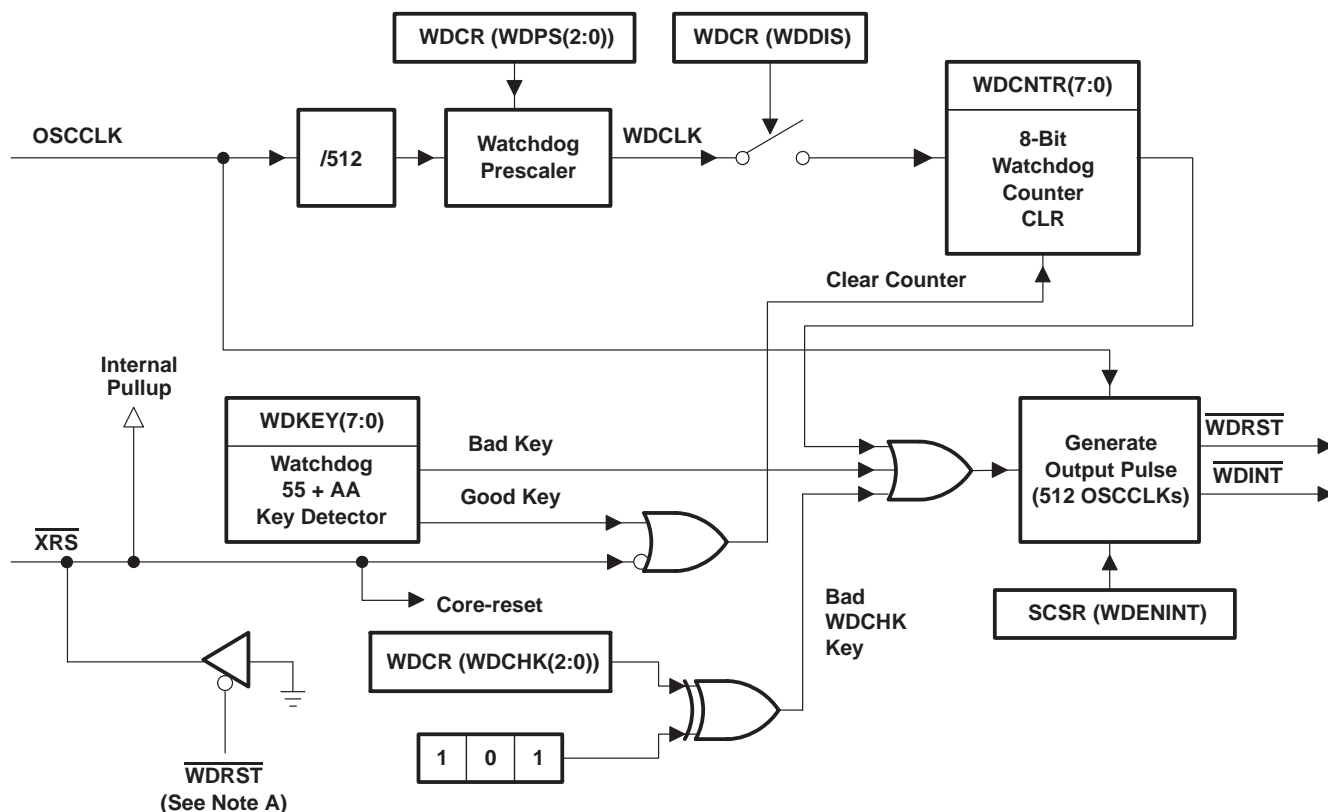 WDCR (WDPS(2:0))
WDCR (WDDIS)
WDCNTR(7:0)
OSCCLK
/512
Watchdog
Prescaler
WDCLK
8-Bit
Watchdog
Counter
CLR
Clear Counter
Internal
Pullup
WDKEY(7:0)
Watchdog
55 + AA
Key Detector
Bad Key
Good Key
Generate
Output Pulse
(512 OSCCLKs)
WDRST
WDINT
XRS
Core-reset
Bad
WDCHK
Key
SCSR (WDENINT)
WDCR (WDCHK(2:0))
1 0 1
WDRST
(See Note A)